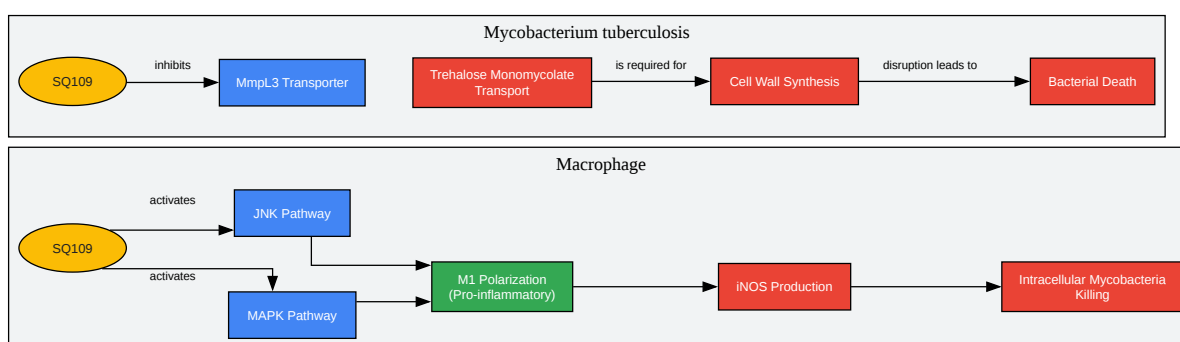 Mycobacterium tuberculosis
SQ109
inhibits
MmpL3 Transporter
Trehalose Monomycolate
Transport
is required for
Cell Wall Synthesis
disruption leads to
Bacterial Death
Macrophage
SQ109
activates
JNK Pathway
activates
MAPK Pathway
M1 Polarization
(Pro-inflammatory)
iNOS Production
Intracellular Mycobacteria
Killing